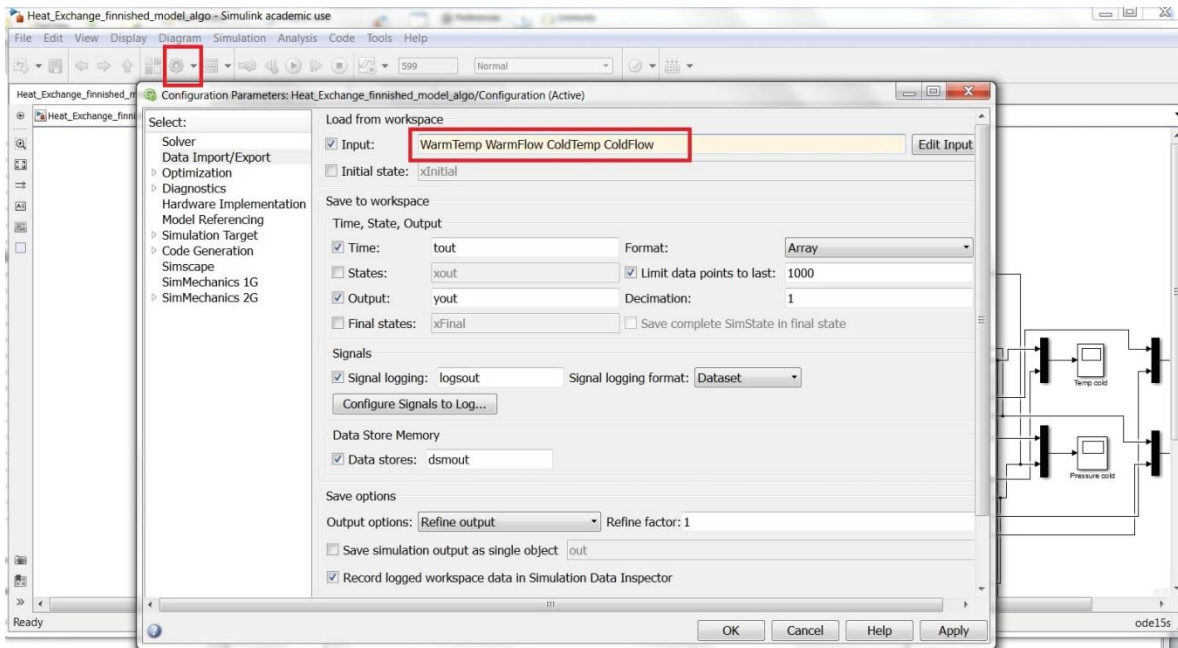 Heat_Exchange_finnished_model_algo - Simulink academic use
File Edit View Display Diagram Simulation Analysis Code Tools Help
599 Normal
Heat_Exchange_finnished_m
Configuration Parameters: Heat_Exchange_finnished_model_algo/Configuration (Active)
Heat_Exchange_finni
Select:
Solver
Data Import/Export
Optimization
Diagnostics
Hardware Implementation
Model Referencing
Simulation Target
Code Generation
Simscape
SimMechanics 1G
SimMechanics 2G
Load from workspace
Input: WarmTemp WarmFlow ColdTemp ColdFlow Edit Input
Initial state: xInitial
Save to workspace
Time, State, Output
Time: tout Format: Array
States: xout Limit data points to last: 1000
Output: yout Decimation: 1
Final states: xFinal Save complete SimState in final state
Signals
Signal logging: logsout Signal logging format: Dataset
Configure Signals to Log...
Data Store Memory
Data stores: dsmout
Save options
Output options: Refine output Refine factor: 1
Save simulation output as single object out
Record logged workspace data in Simulation Data Inspector
OK Cancel Help Apply
Temp cold
Pressure cold
Ready
ode15s